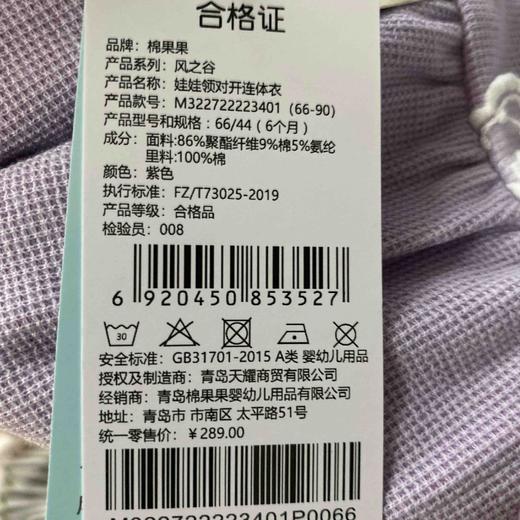 合格证
品牌: 棉果果
产品系列: 风之谷
产品名称: 娃娃领对开连体衣
产品款号: M322722223401 (66-90)
产品型号和规格: 66/44 (6个月)
成分: 面料:86%聚酯纤维9%棉5%氨纶
里料:100%棉
颜色: 紫色
执行标准: FZ/T73025-2019
产品等级: 合格品
检验员: 008
6 920450 853527
30
安全标准: GB31701-2015 A类 婴幼儿用品
授权及制造商: 青岛天耀商贸有限公司
经销商: 青岛棉果果婴幼儿用品有限公司
地址: 青岛市 市南区 太平路51号
统一零售价: ¥289.00
M322722223401P0066